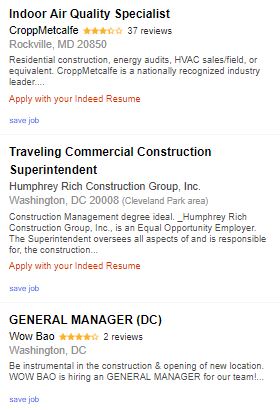 Indoor Air Quality Specialist
CroppMetcalfe 37 reviews
Rockville, MD 20850
Residential construction, energy audits, HVAC sales/field, or
equivalent. CroppMetcalfe is a nationally recognized industry
leader....
Apply with your Indeed Resume
save job
Traveling Commercial Construction
Superintendent
Humphrey Rich Construction Group, Inc.
Washington, DC 20008 (Cleveland Park area)
Construction Management degree ideal. _Humphrey Rich
Construction Group, Inc., is an Equal Opportunity Employer.
The Superintendent oversees all aspects of and is responsible
for, the construction...
Apply with your Indeed Resume
save job
GENERAL MANAGER (DC)
Wow Bao 2 reviews
Washington, DC
Be instrumental in the construction & opening of new location.
WOW BAO is hiring an GENERAL MANAGER for our team!...
save job